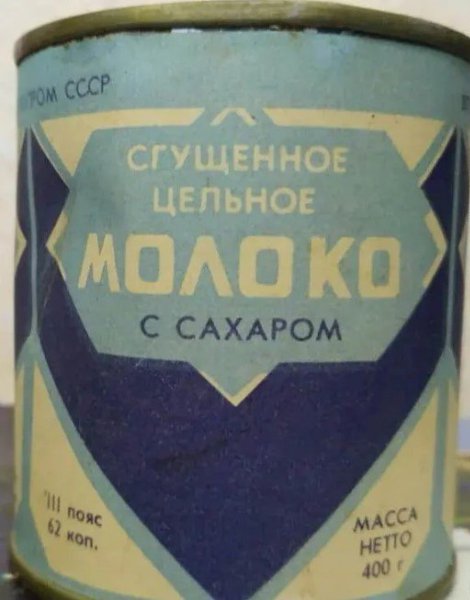 СССР
СГУЩЕННОЕ
ЦЕЛЬНОЕ
МОЛОКО
С САХАРОМ
III пояс
62 коп.
МАССА
НЕТТО
400 г